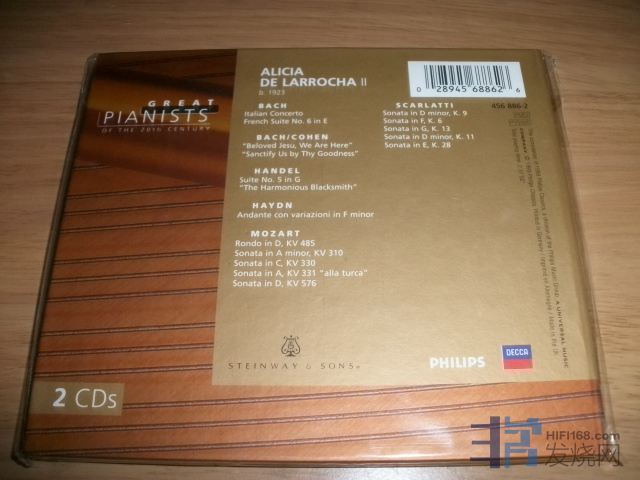 GREAT
PIANISTS
OF THE 20th CENTURY
ALICIA
DE LARROCHA II
b. 1923
BACH
Italian Concerto
French Suite No. 6 in E
BACH/COHEN
"Beloved Jesu, We Are Here"
"Sanctify Us by Thy Goodness"
HANDEL
Suite No. 5 in G
"The Harmonious Blacksmith"
HAYDN
Andante con variazioni in F minor
MOZART
Rondo in D, KV 485
Sonata in A minor, KV 310
Sonata in C, KV 330
Sonata in A, KV 331 "alla turca"
Sonata in D, KV 576
0 28945 68862 6
SCARLATTI
Sonata in D minor, K. 9
Sonata in F, K. 6
Sonata in G, K. 13
Sonata in D minor, K. 11
Sonata in E, K. 28
456 886-2
A UNIVERSAL MUSIC
STEINWAY & SONS
PHILIPS
DECCA
2 CDs
HIFI168.com
发烧网